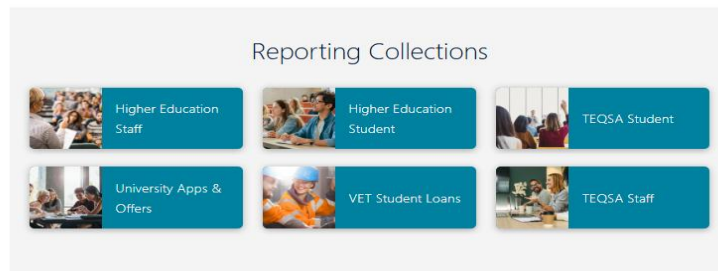 Reporting Collections
Higher Education
Staff
Higher Education
Student
TEQSA Student
University Apps &
Offers
VET Student Loans
TEQSA Staff